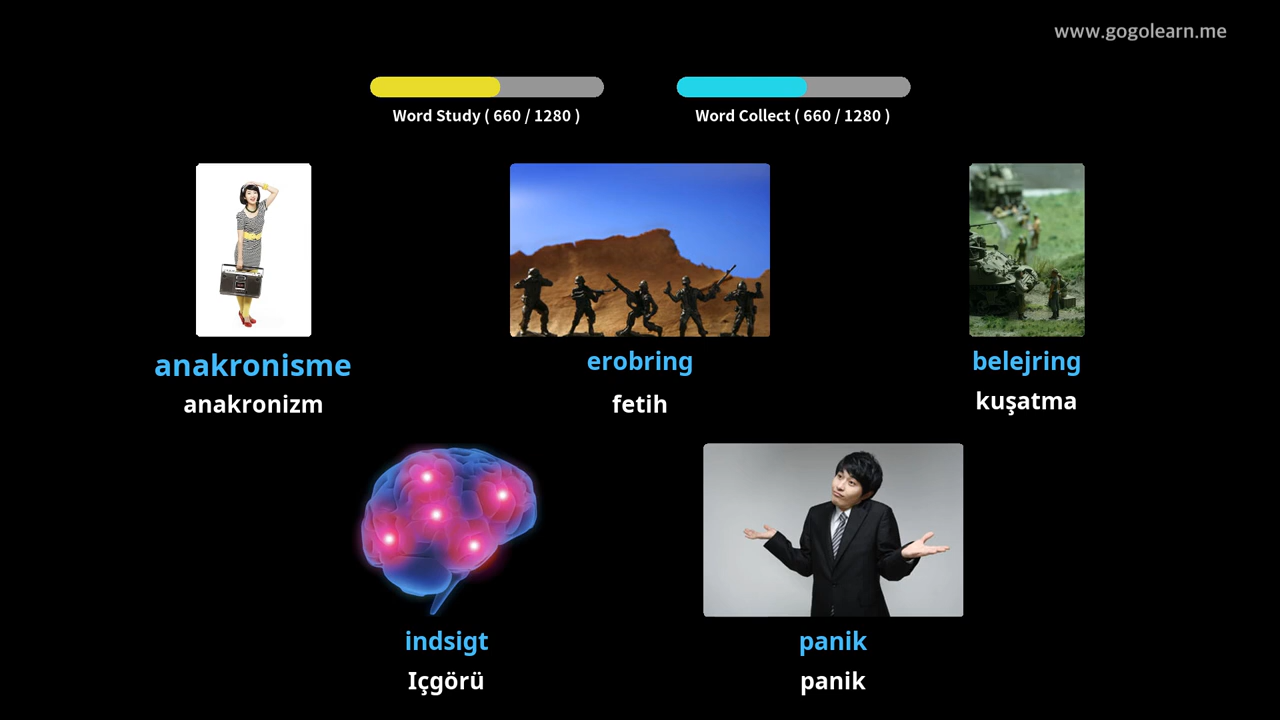 www.gogolearn.me
Word Study ( 660 / 1280 )
Word Collect ( 660 / 1280 )
anakronisme
anakronizm
erobring
fetih
belejring
kuşatma
indsigt
Içgörü
panik
panik